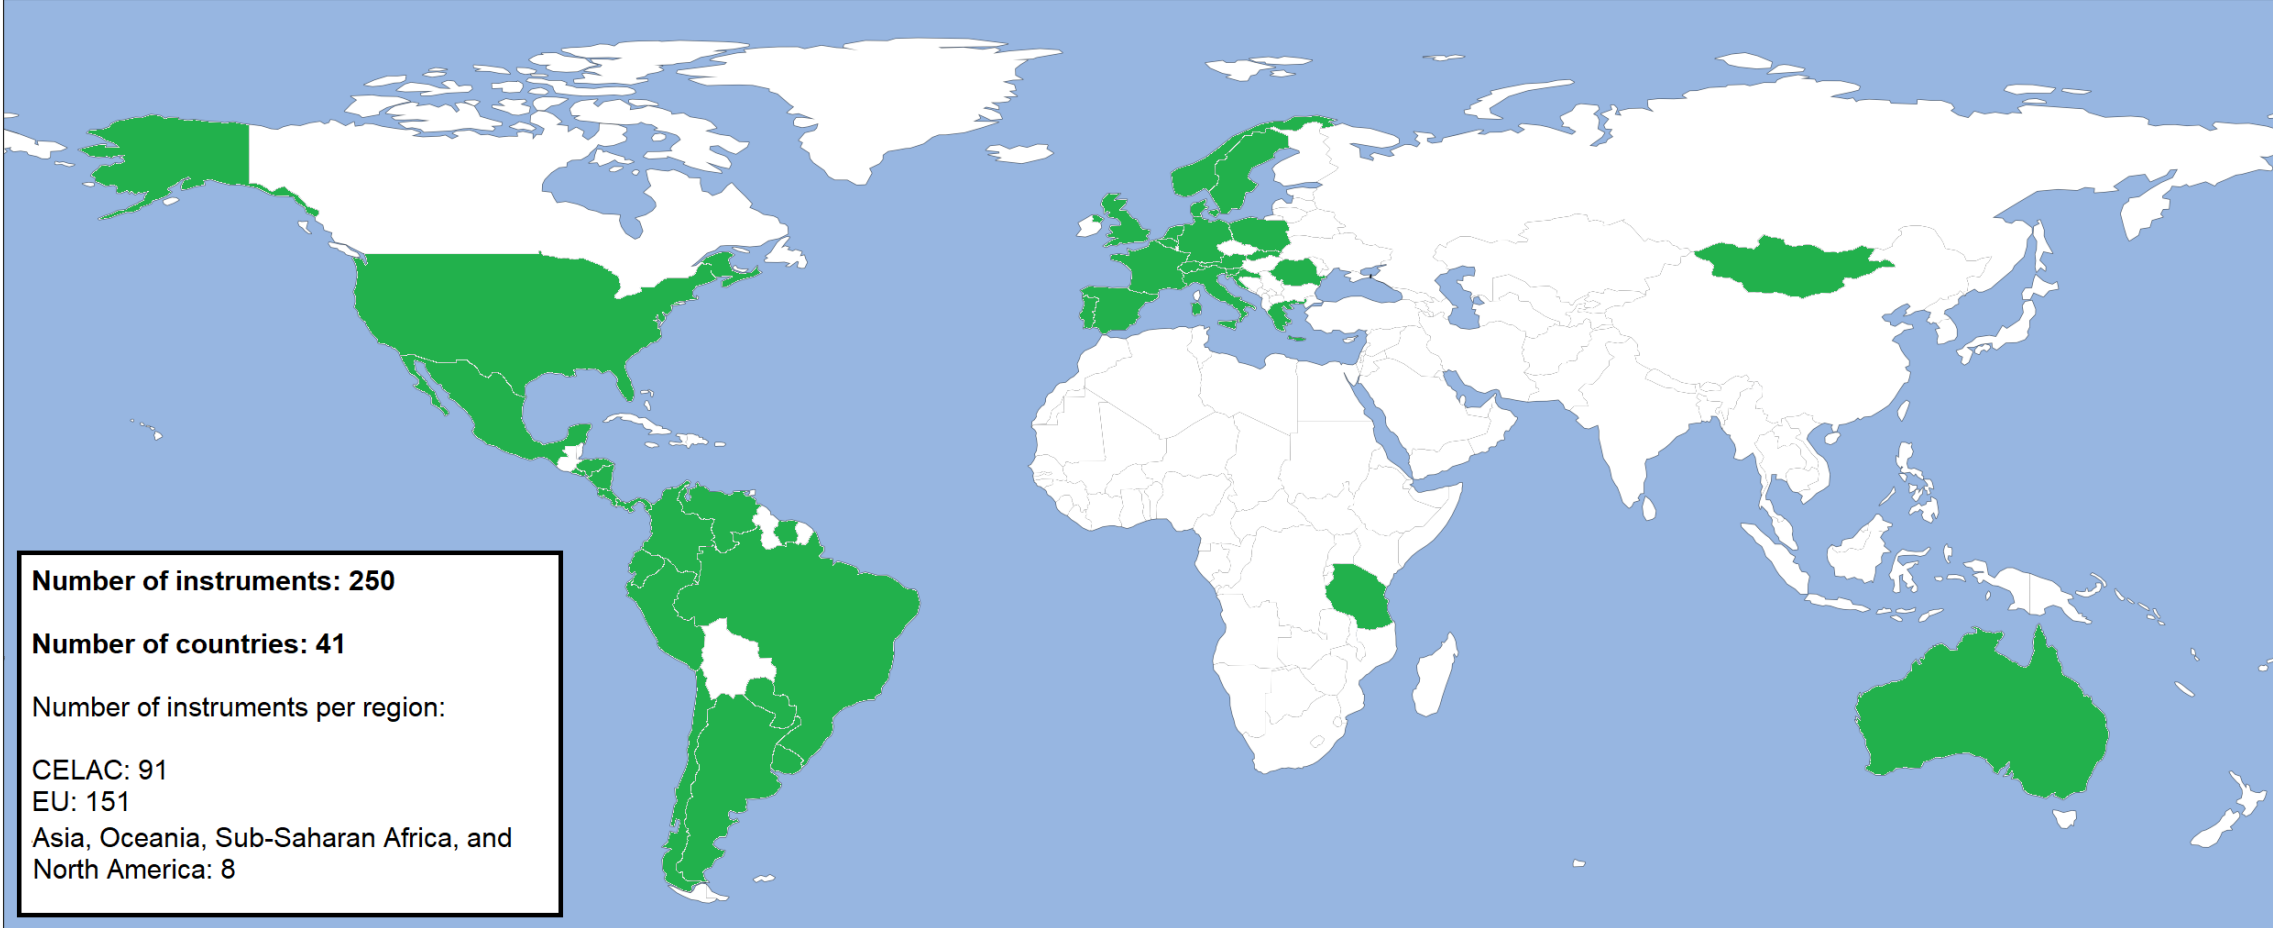 Number of instruments: 250
Number of countries: 41
Number of instruments per region:
CELAC: 91
EU: 151
Asia, Oceania, Sub-Saharan Africa, and
North America: 8